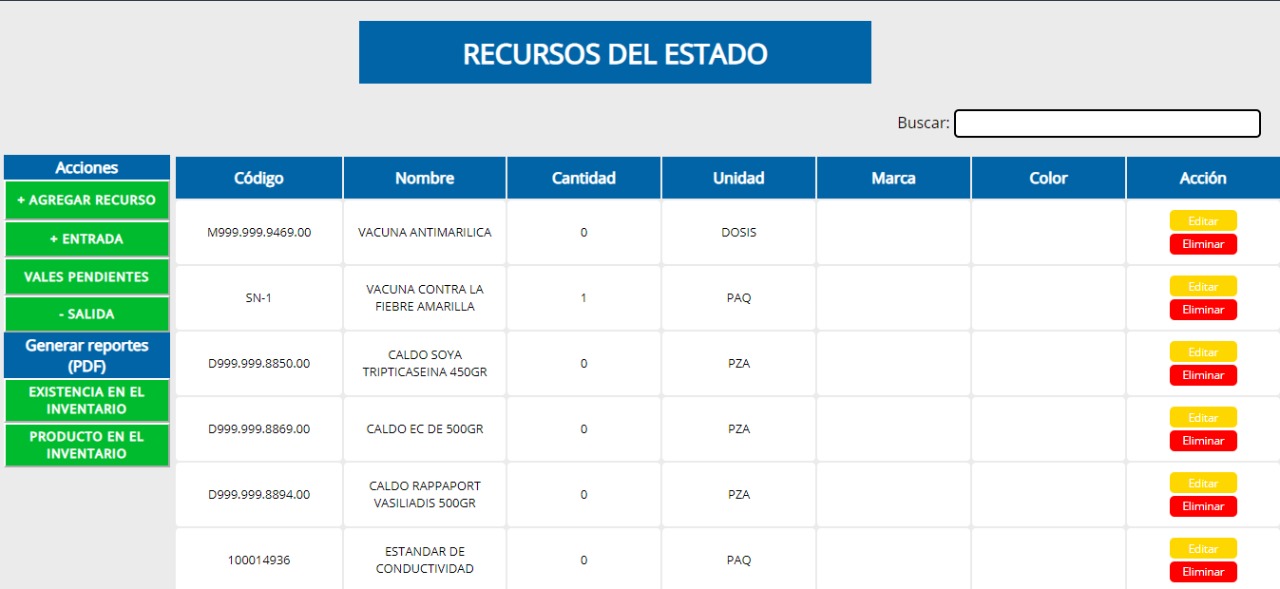 RECURSOS DEL ESTADO
Buscar:
Acciones
+ AGREGAR RECURSO
+ ENTRADA
VALES PENDIENTES
- SALIDA
Generar reportes
(PDF)
EXISTENCIA EN EL
INVENTARIO
PRODUCTO EN EL
INVENTARIO
Código Nombre Cantidad Unidad Marca Color Acción
M999.999.9469.00 VACUNA ANTIMARILICA 0 DOSIS Editar
Eliminar
SN-1 VACUNA CONTRA LA
FIEBRE AMARILLA 1 PAQ Editar
Eliminar
D999.999.8850.00 CALDO SOYA
TRIPTICASEINA 450GR 0 PZA Editar
Eliminar
D999.999.8869.00 CALDO EC DE 500GR 0 PZA Editar
Eliminar
D999.999.8894.00 CALDO RAPPAPORT
VASILIADIS 500GR 0 PZA Editar
Eliminar
100014936 ESTANDAR DE
CONDUCTIVIDAD 0 PAQ Editar
Eliminar